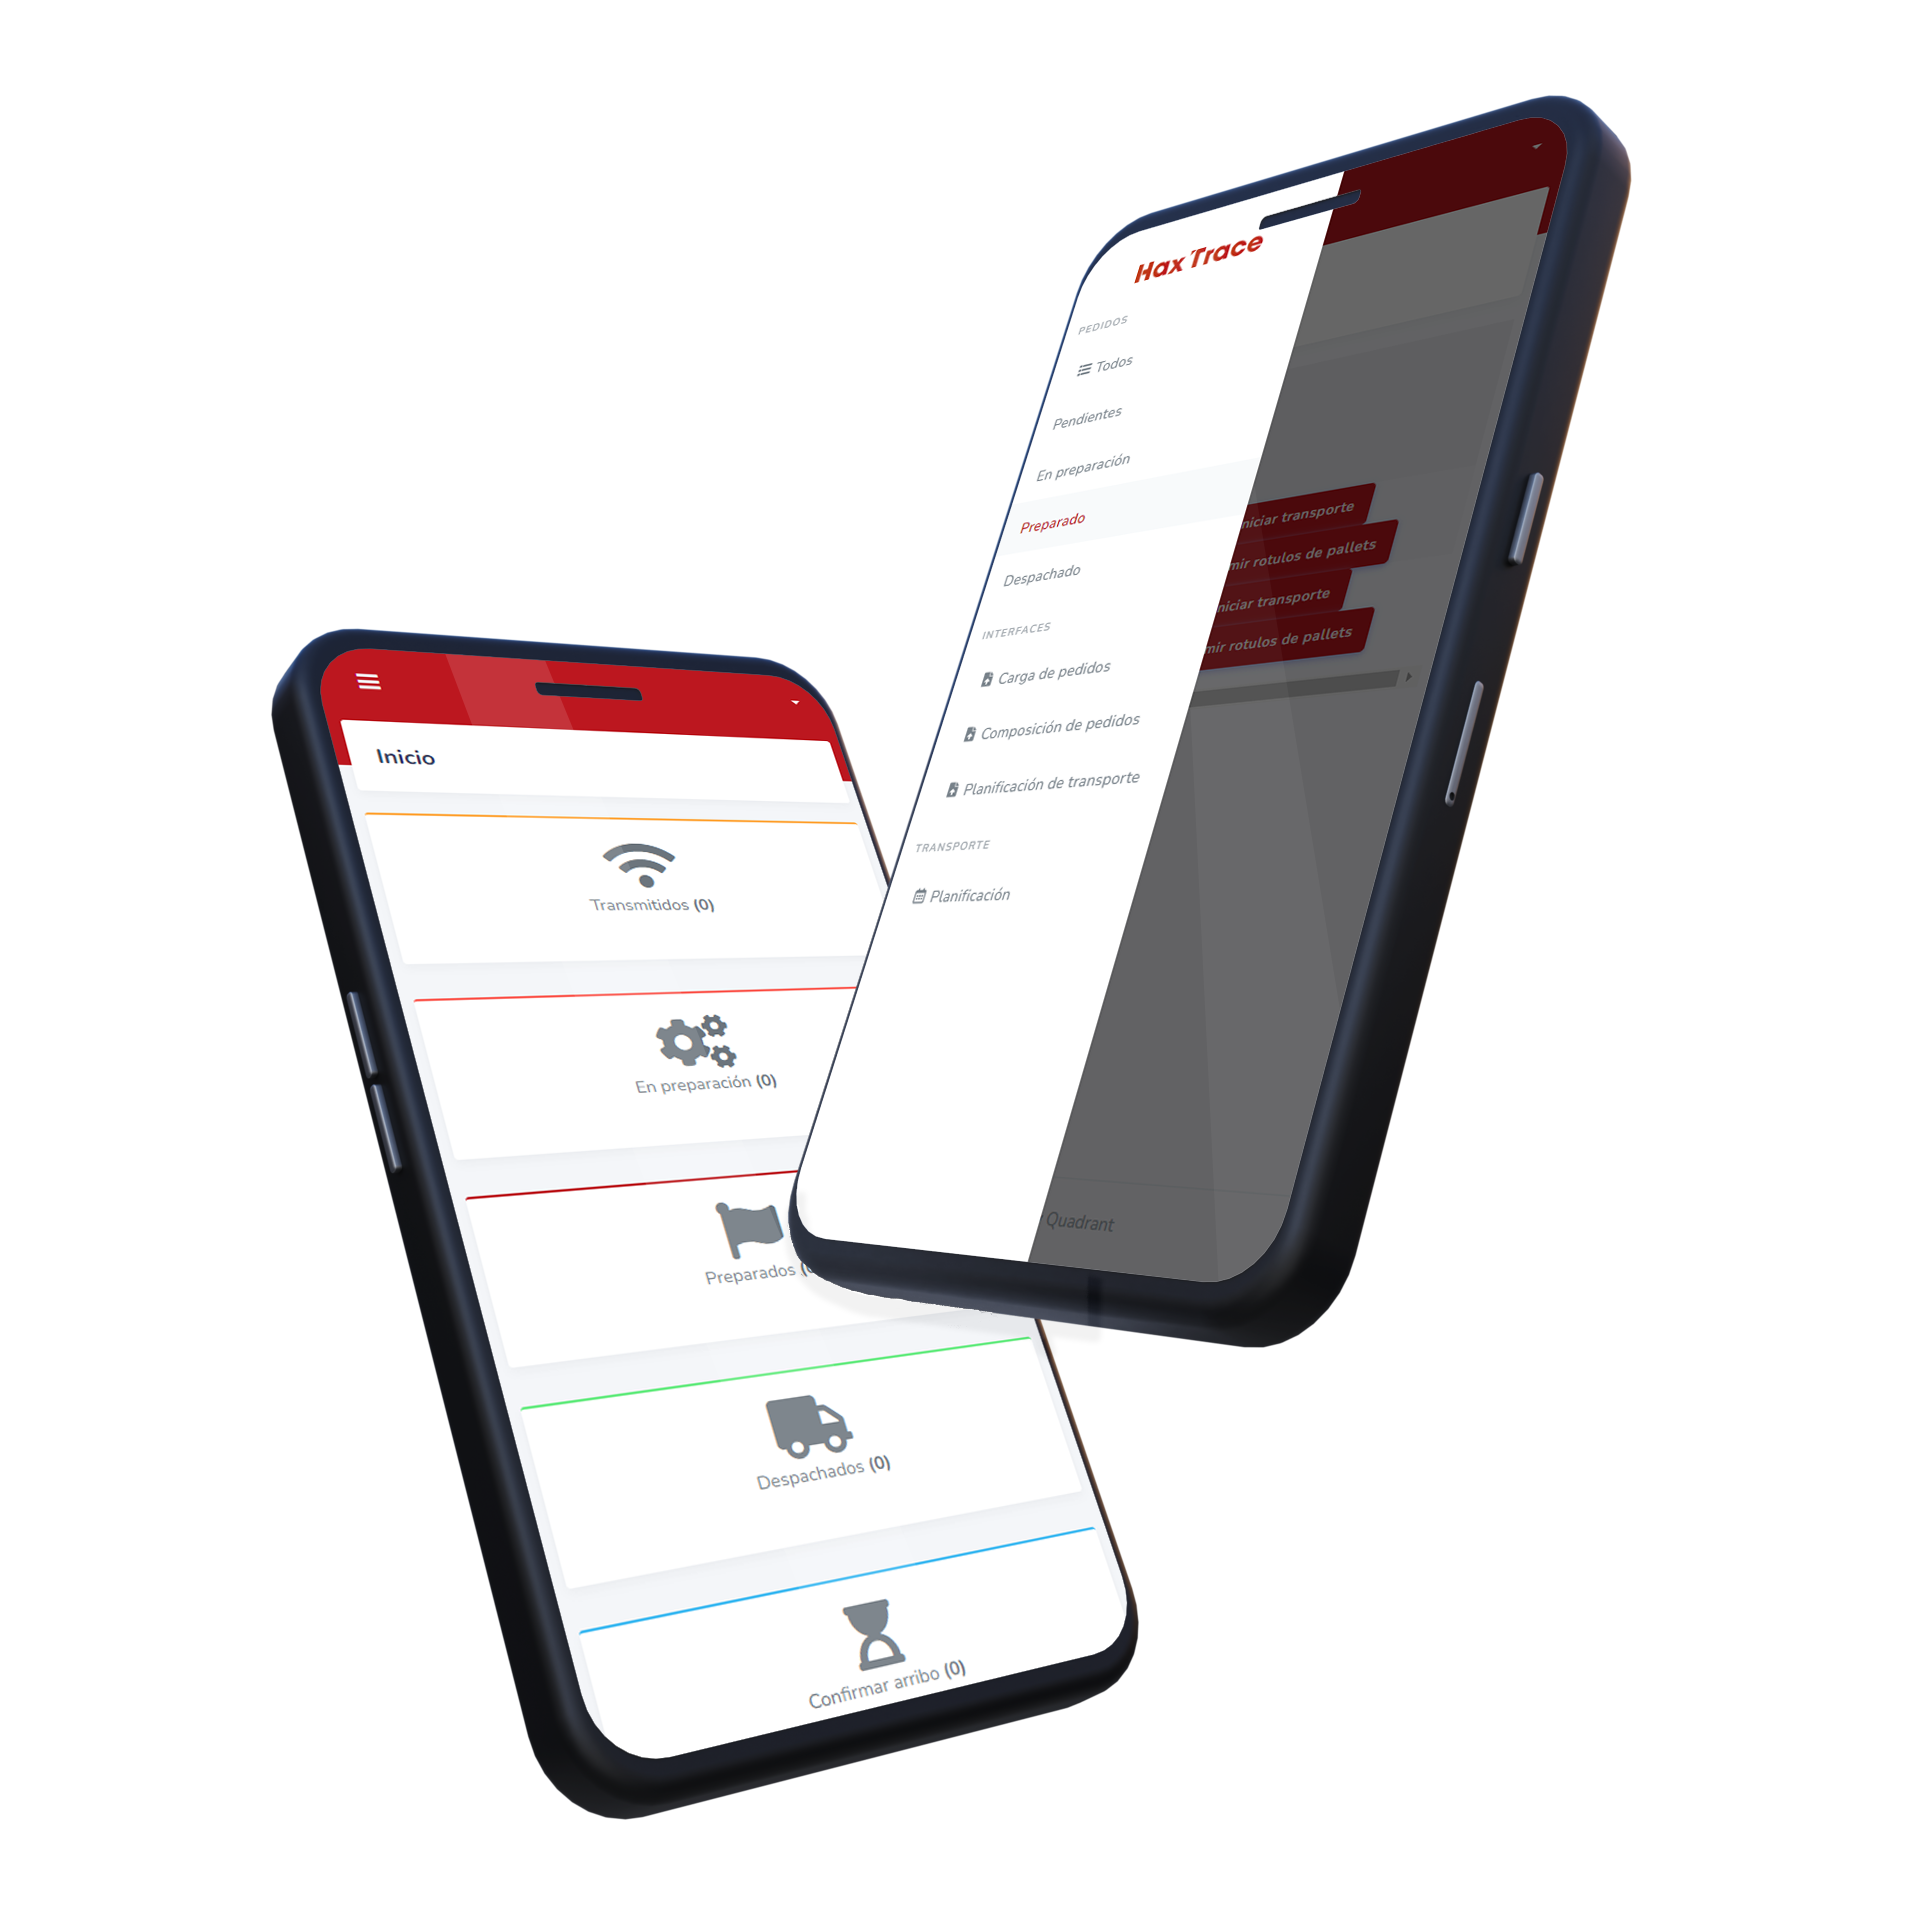 Inicio
Transmitidos (0)
En preparación (0)
Preparados
Despachados (0)
Confirmar arribo (0)
Hax Trace
PEDIDOS
Todos
Pendientes
En preparación
Preparado
Despachado
INTERFACES
Carga de pedidos
Composición de pedidos
Planificación de transporte
TRANSPORTE
Planificación
niciar transporte
mir rotulos de pallets
niciar transporte
mir rotulos de pallets
Quadrant